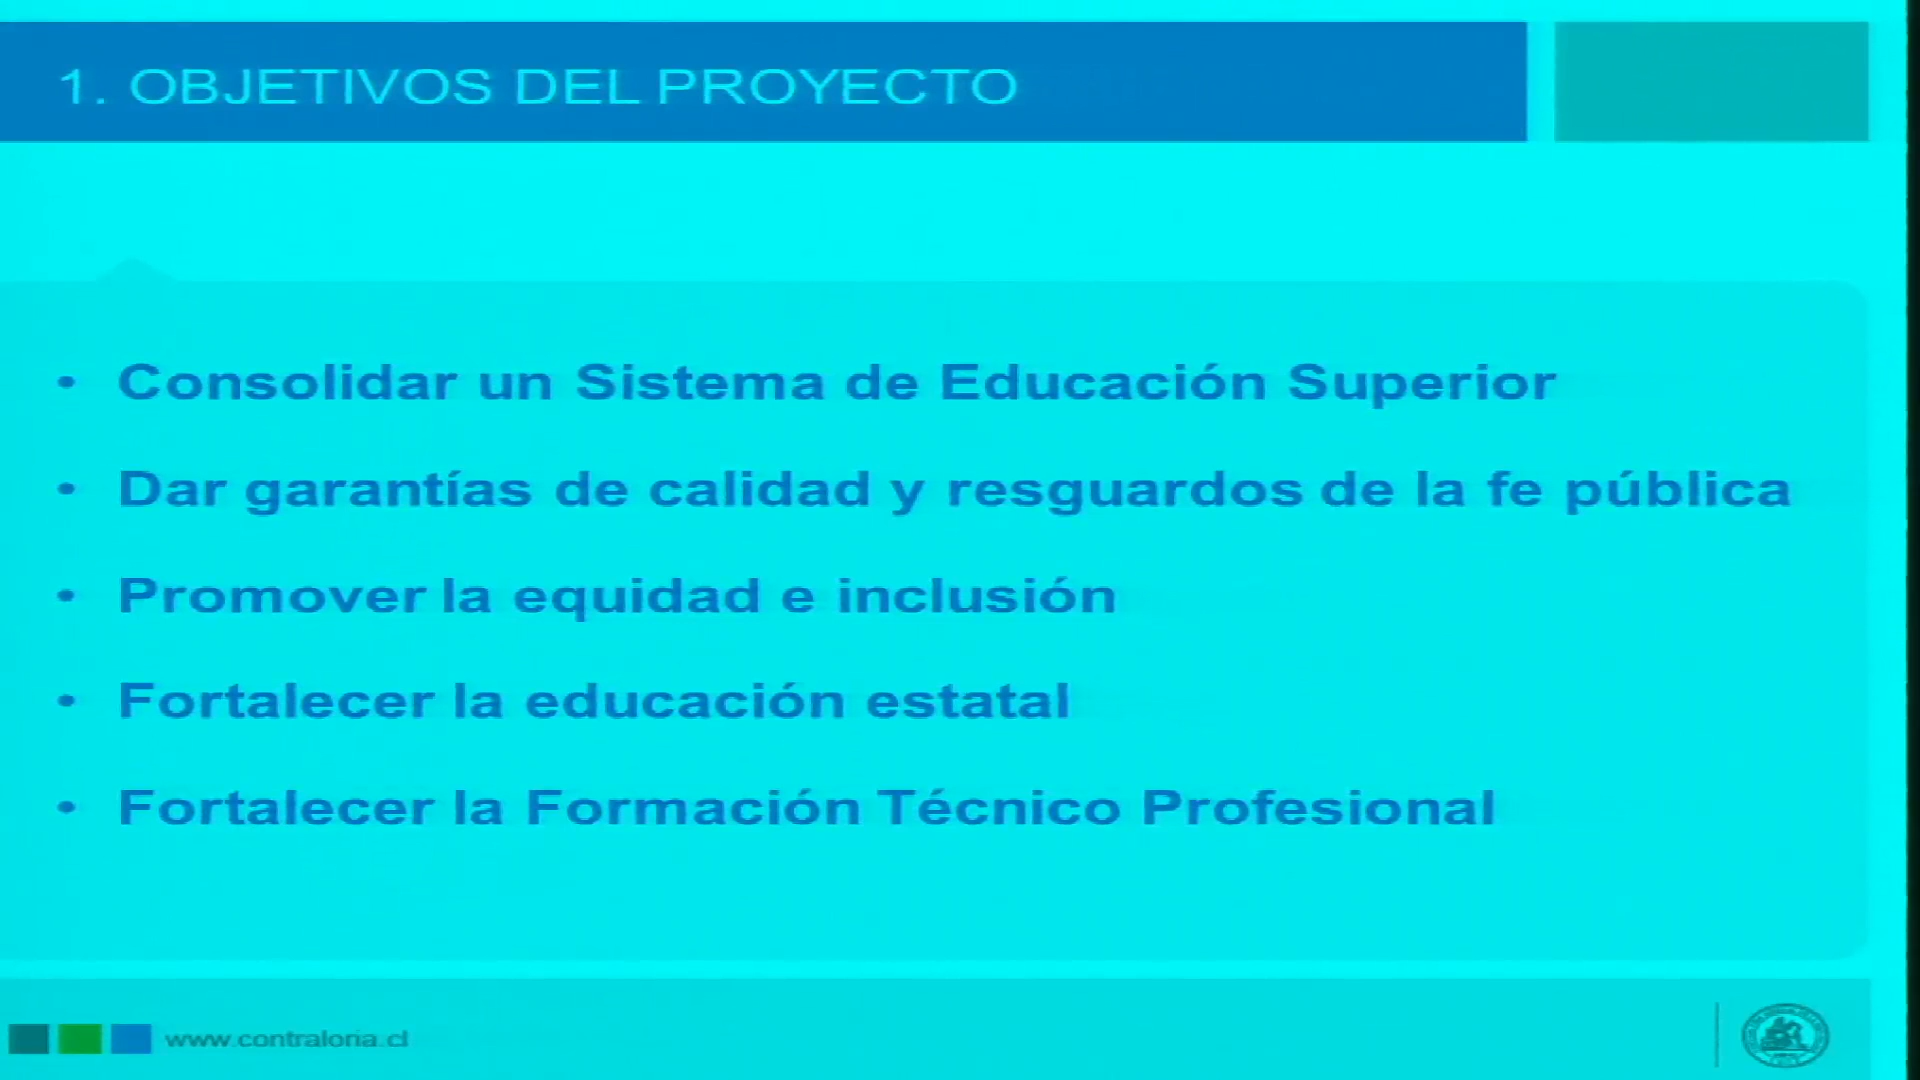 1. OBJETIVOS DEL PROYECTO
• Consolidar un Sistema de Educación Superior
• Dar garantías de calidad y resguardos de la fe pública
• Promover la equidad e inclusión
• Fortalecer la educación estatal
• Fortalecer la Formación Técnico Profesional
www.contraloria.cl